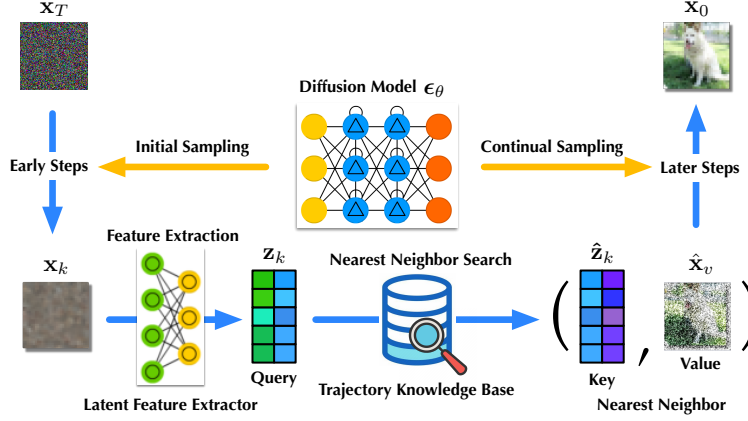 x_T
x_0
Diffusion Model ϵ_θ
Initial Sampling
Continual Sampling
Early Steps
Later Steps
x_k
Feature Extraction
z_k
Nearest Neighbor Search
ẑ_k
x̂_v
( , )
Query
Key
Value
Latent Feature Extractor
Trajectory Knowledge Base
Nearest Neighbor